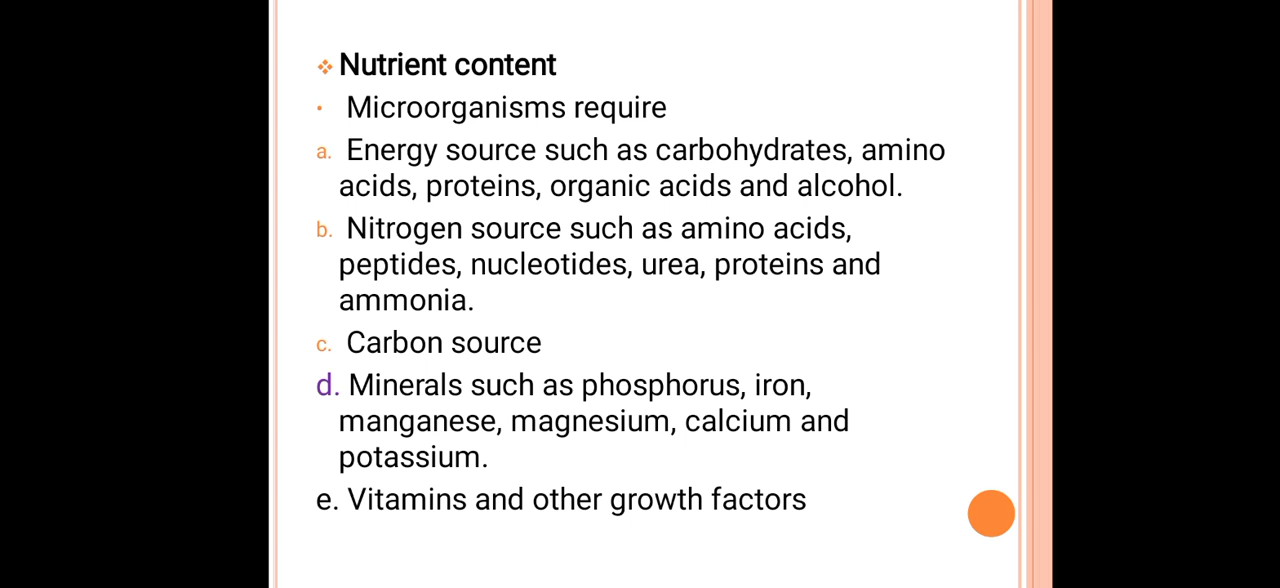 ❖ Nutrient content
• Microorganisms require
a. Energy source such as carbohydrates, amino
acids, proteins, organic acids and alcohol.
b. Nitrogen source such as amino acids,
peptides, nucleotides, urea, proteins and
ammonia.
c. Carbon source
d. Minerals such as phosphorus, iron,
manganese, magnesium, calcium and
potassium.
e. Vitamins and other growth factors